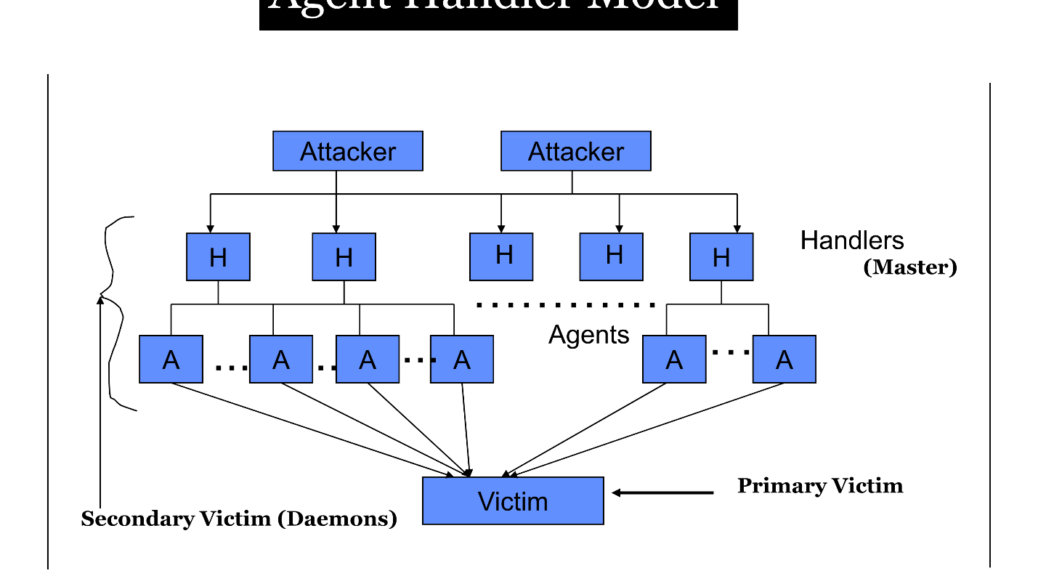 Agent Handler Model
Attacker Attacker
H H H H H
Handlers
(Master)
Agents
A A A A A A
Victim
Primary Victim
Secondary Victim (Daemons)